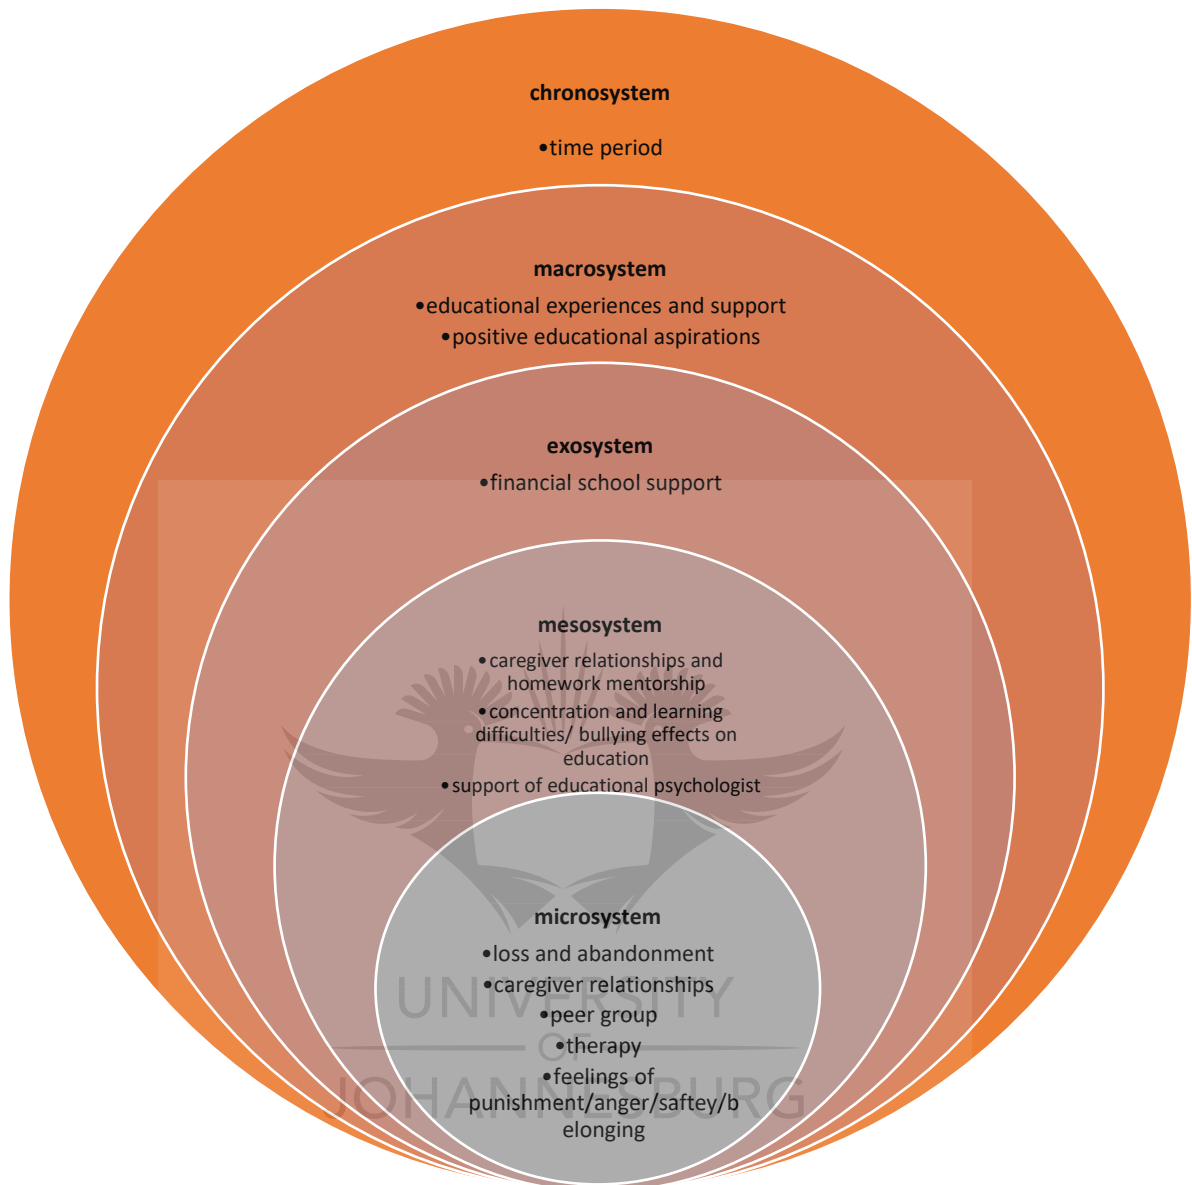 chronosystem
•time period
macrosystem
•educational experiences and support
•positive educational aspirations
exosystem
•financial school support
mesosystem
•caregiver relationships and
homework mentorship
•concentration and learning
difficulties/ bullying effects on
education
•support of educational psychologist
microsystem
•loss and abandonment
•caregiver relationships
UNIVERSITY
•peer group
OF
•therapy
•feelings of
punishment/anger/saftey/b
elonging
JOHANNESBURG